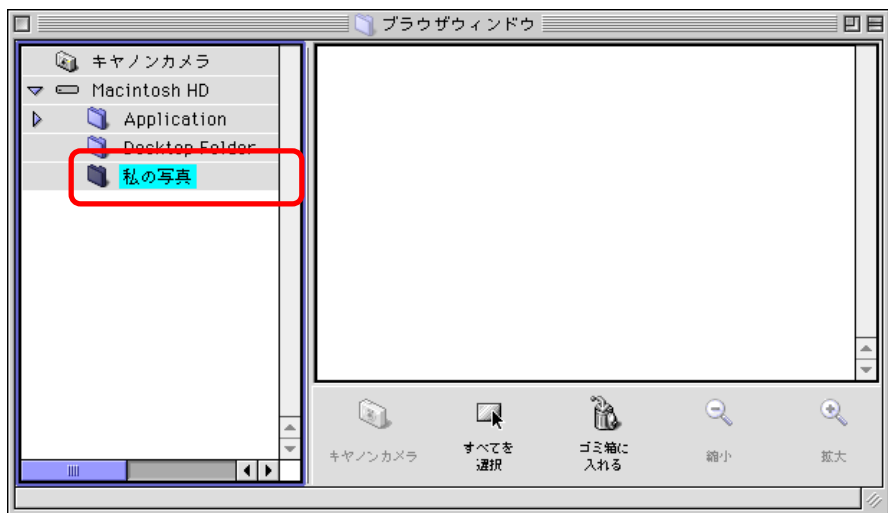 ブラウザウィンドウ
キヤノンカメラ
Macintosh HD
Application
Desktop Folder
私の写真
キヤノンカメラ
すべてを
選択
ゴミ箱に
入れる
縮小
拡大